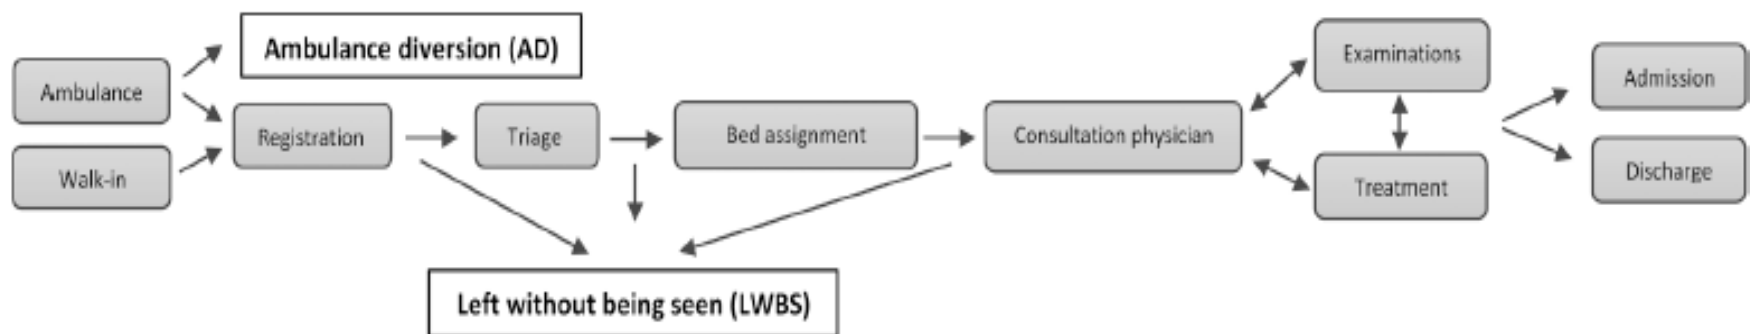 Ambulance diversion (AD)
Ambulance
Walk-in
Registration
Triage
Bed assignment
Consultation physician
Examinations
Treatment
Admission
Discharge
Left without being seen (LWBS)